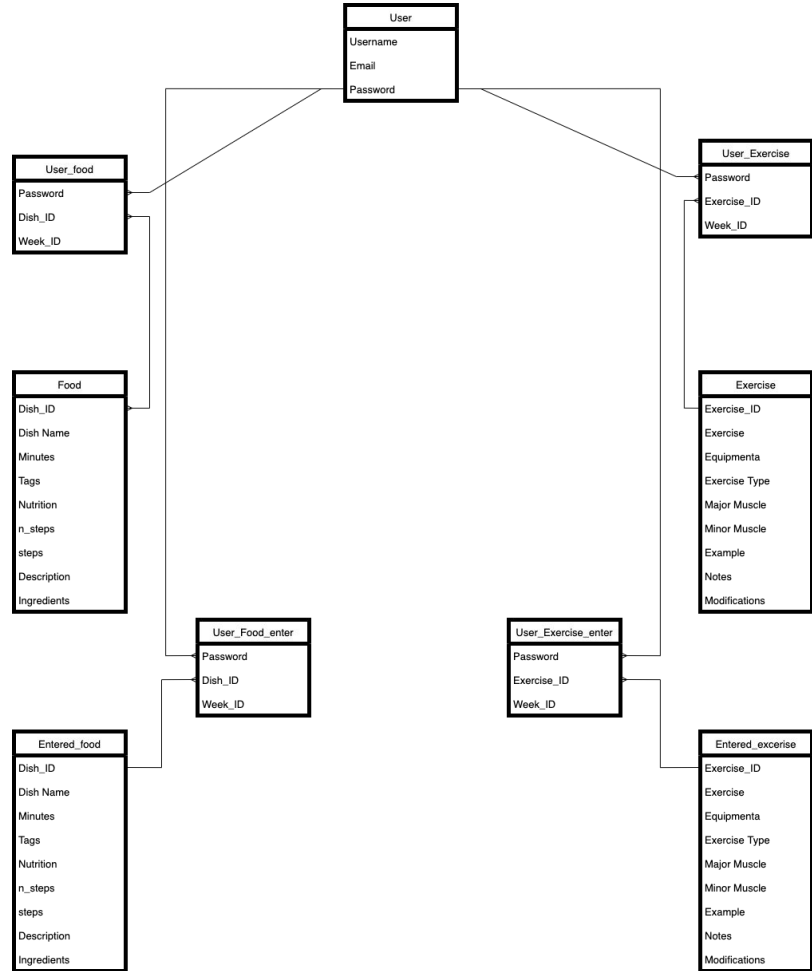 User
Username
Email
Password
User_food
Password
Dish_ID
Week_ID
User_Exercise
Password
Exercise_ID
Week_ID
Food
Dish_ID
Dish Name
Minutes
Tags
Nutrition
n_steps
steps
Description
Ingredients
Exercise
Exercise_ID
Exercise
Equipmenta
Exercise Type
Major Muscle
Minor Muscle
Example
Notes
Modifications
User_Food_enter
Password
Dish_ID
Week_ID
User_Exercise_enter
Password
Exercise_ID
Week_ID
Entered_food
Dish_ID
Dish Name
Minutes
Tags
Nutrition
n_steps
steps
Description
Ingredients
Entered_excerise
Exercise_ID
Exercise
Equipmenta
Exercise Type
Major Muscle
Minor Muscle
Example
Notes
Modifications